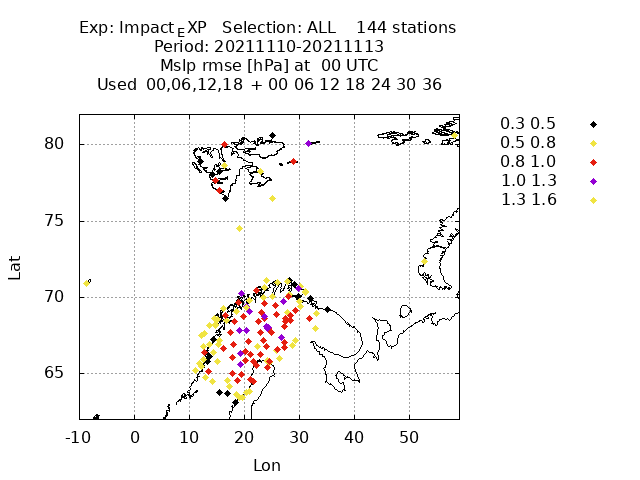 Exp: Impact_EXP Selection: ALL 144 stations
Period: 20211110-20211113
Mslp rmse [hPa] at 00 UTC
Used 00,06,12,18 + 00 06 12 18 24 30 36
0.3 0.5
0.5 0.8
0.8 1.0
1.0 1.3
1.3 1.6
80
75
70
65
Lat
-10 0 10 20 30 40 50
Lon